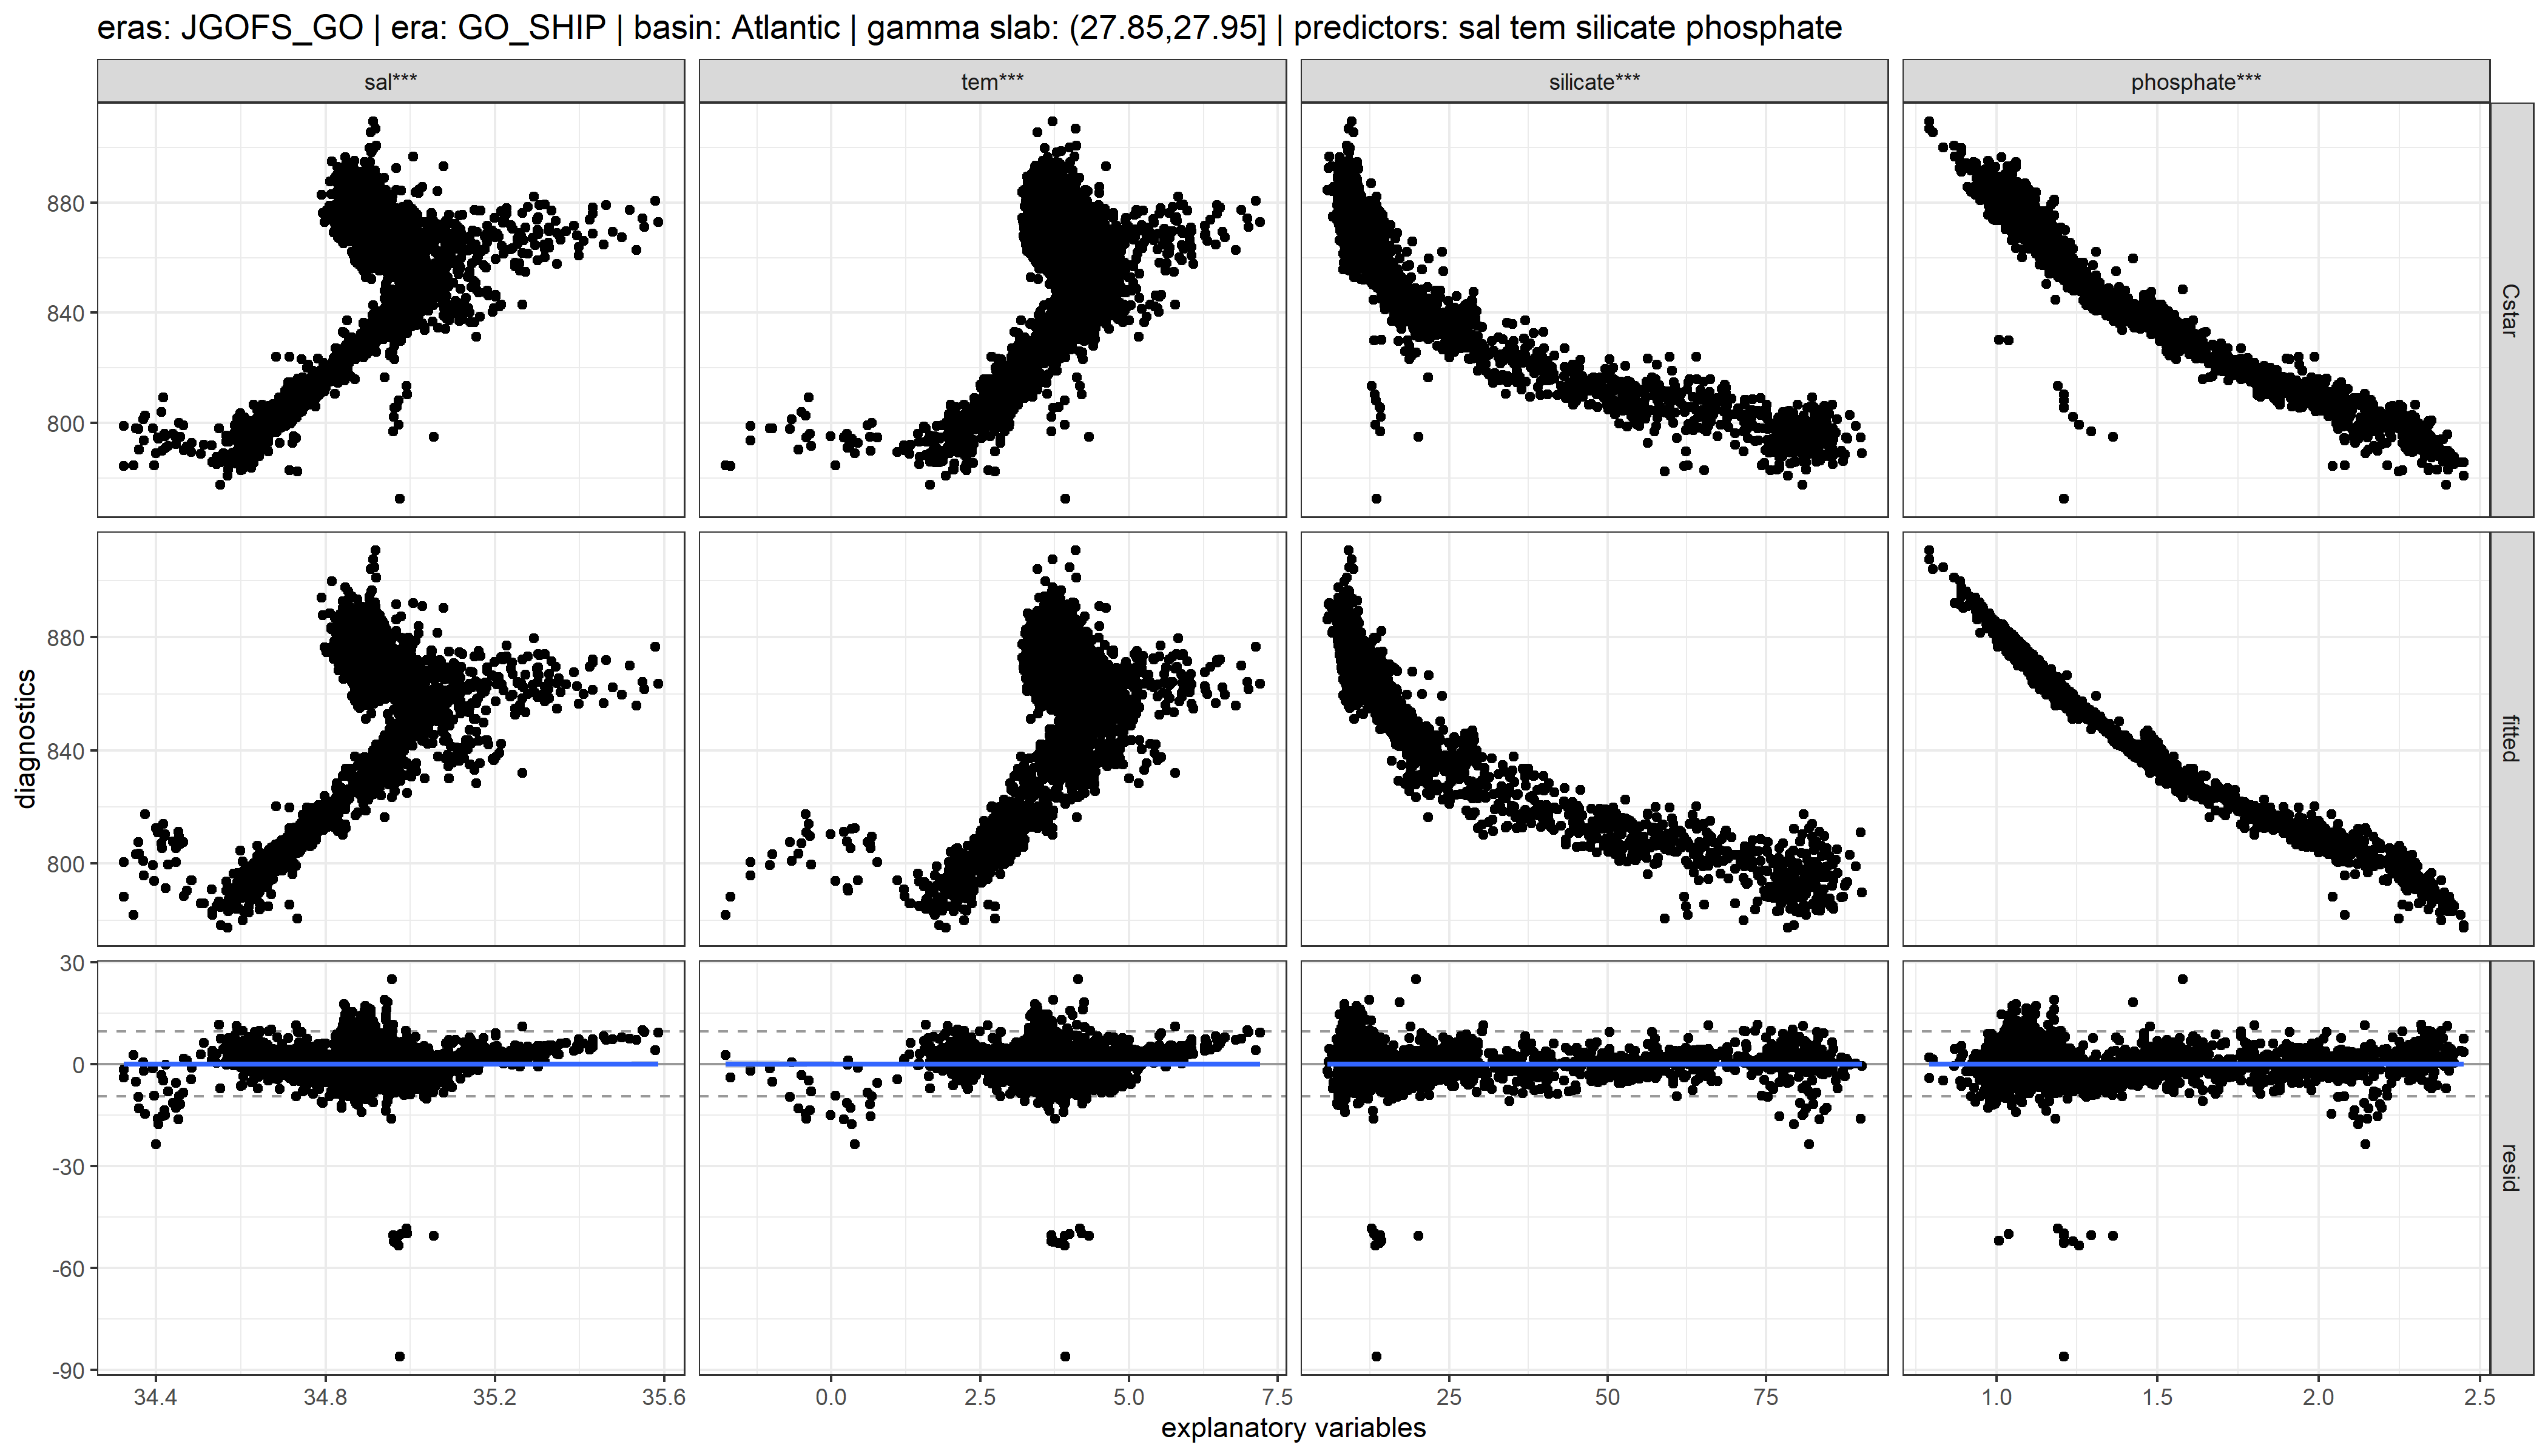 eras: JGOFS_GO | era: GO_SHIP | basin: Atlantic | gamma slab: (27.85,27.95] | predictors: sal tem silicate phosphate
sal*** tem*** silicate*** phosphate***
880
840
800
Cstar
880
840
800
fitted
diagnostics
30
0
-30
-60
-90
resid
34.4 34.8 35.2 35.6 0.0 2.5 5.0 7.5 25 50 75 1.0 1.5 2.0 2.5
explanatory variables